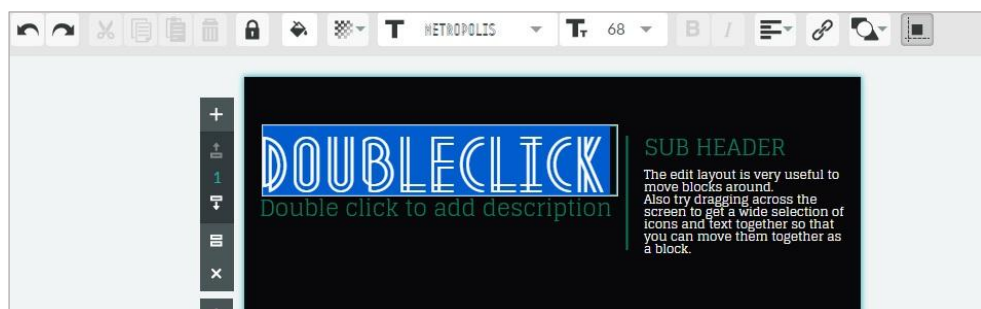 METROPOLIS
68
B I
1
DOUBLECLICK
Double click to add description
SUB HEADER
The edit layout is very useful to
move blocks around.
Also try dragging across the
screen to get a wide selection of
icons and text together so that
you can move them together as
a block.